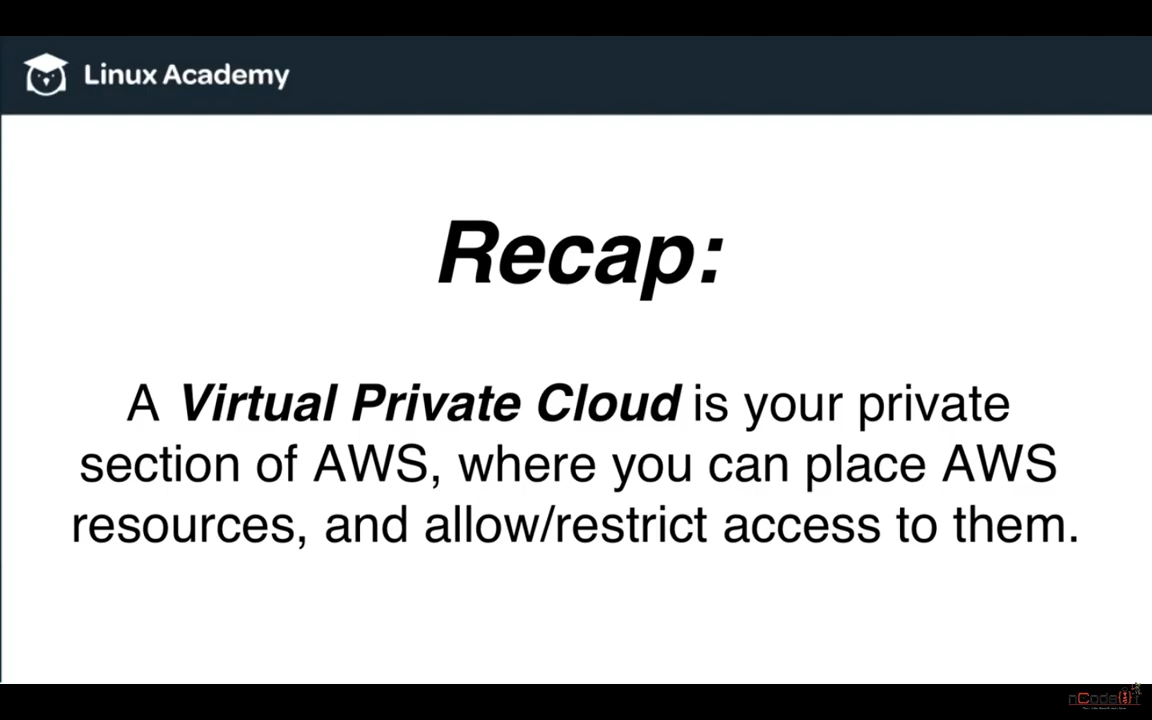 Linux Academy
Recap:
A Virtual Private Cloud is your private
section of AWS, where you can place AWS
resources, and allow/restrict access to them.